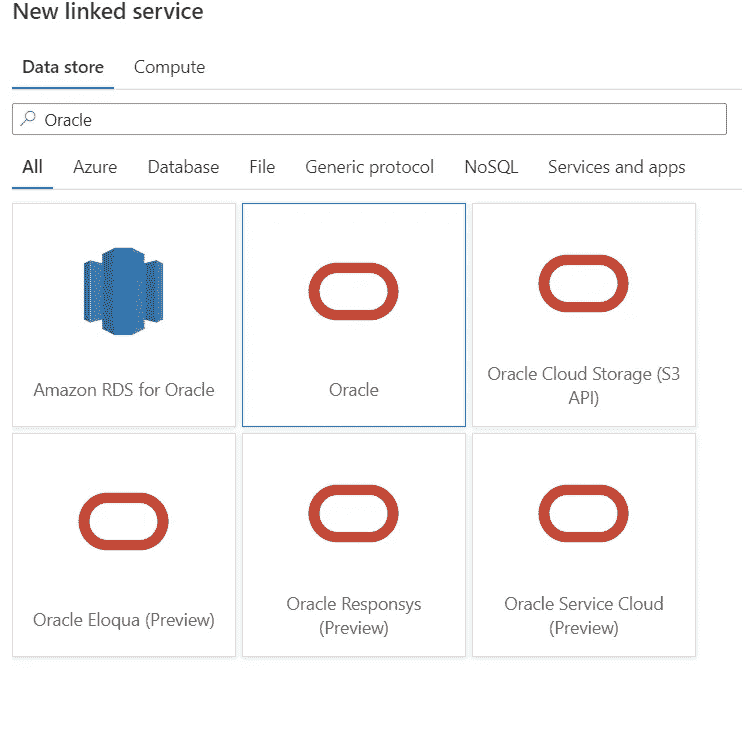 New linked service
Data store Compute
Oracle
All Azure Database File Generic protocol NoSQL Services and apps
Amazon RDS for Oracle
Oracle
Oracle Cloud Storage (S3
API)
Oracle Eloqua (Preview)
Oracle Responsys
(Preview)
Oracle Service Cloud
(Preview)